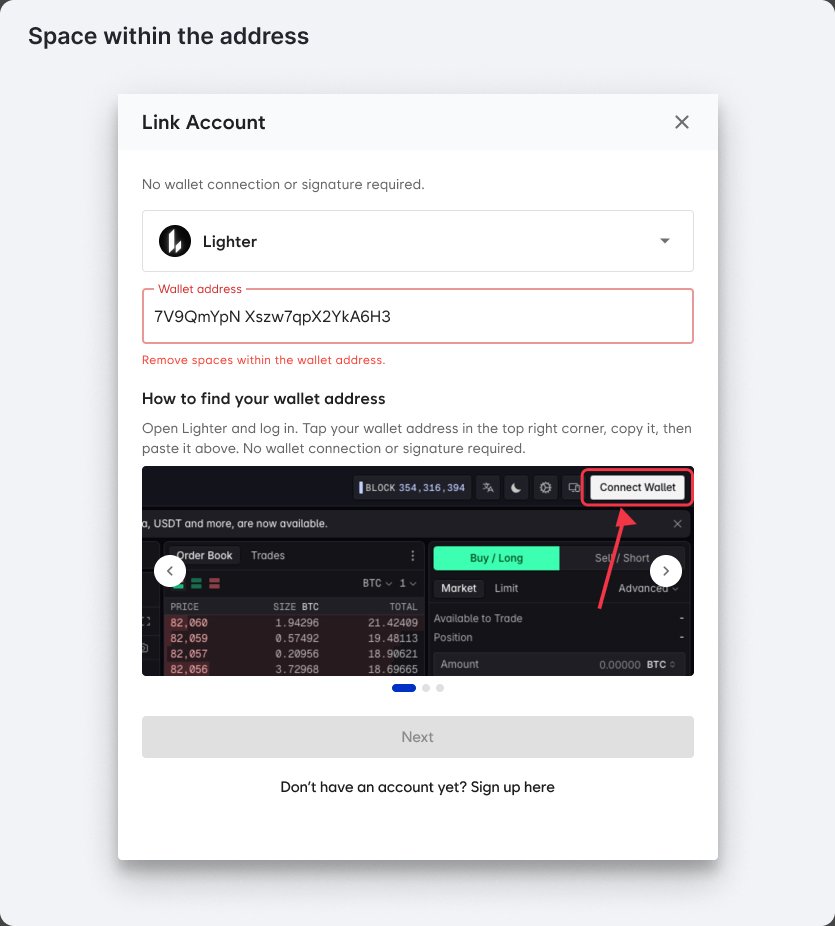 Space within the address
Link Account
No wallet connection or signature required.
Lighter
Wallet address
7V9QmYpN Xszw7qpX2YkA6H3
Remove spaces within the wallet address.
How to find your wallet address
Open Lighter and log in. Tap your wallet address in the top right corner, copy it, then
paste it above. No wallet connection or signature required.
BLOCK 354,316,394
Connect Wallet
a, USDT and more, are now available.
Order Book Trades
Buy / Long Sell / Short
BTC 1
Market Limit Advanced
PRICE SIZE BTC TOTAL
82,060 1.94296 21.42409
82,059 0.57492 19.48113
82,057 0.20956 18.90621
82,056 3.72968 18.69665
Available to Trade -
Position -
Amount 0.00000 BTC
Next
Don’t have an account yet? Sign up here